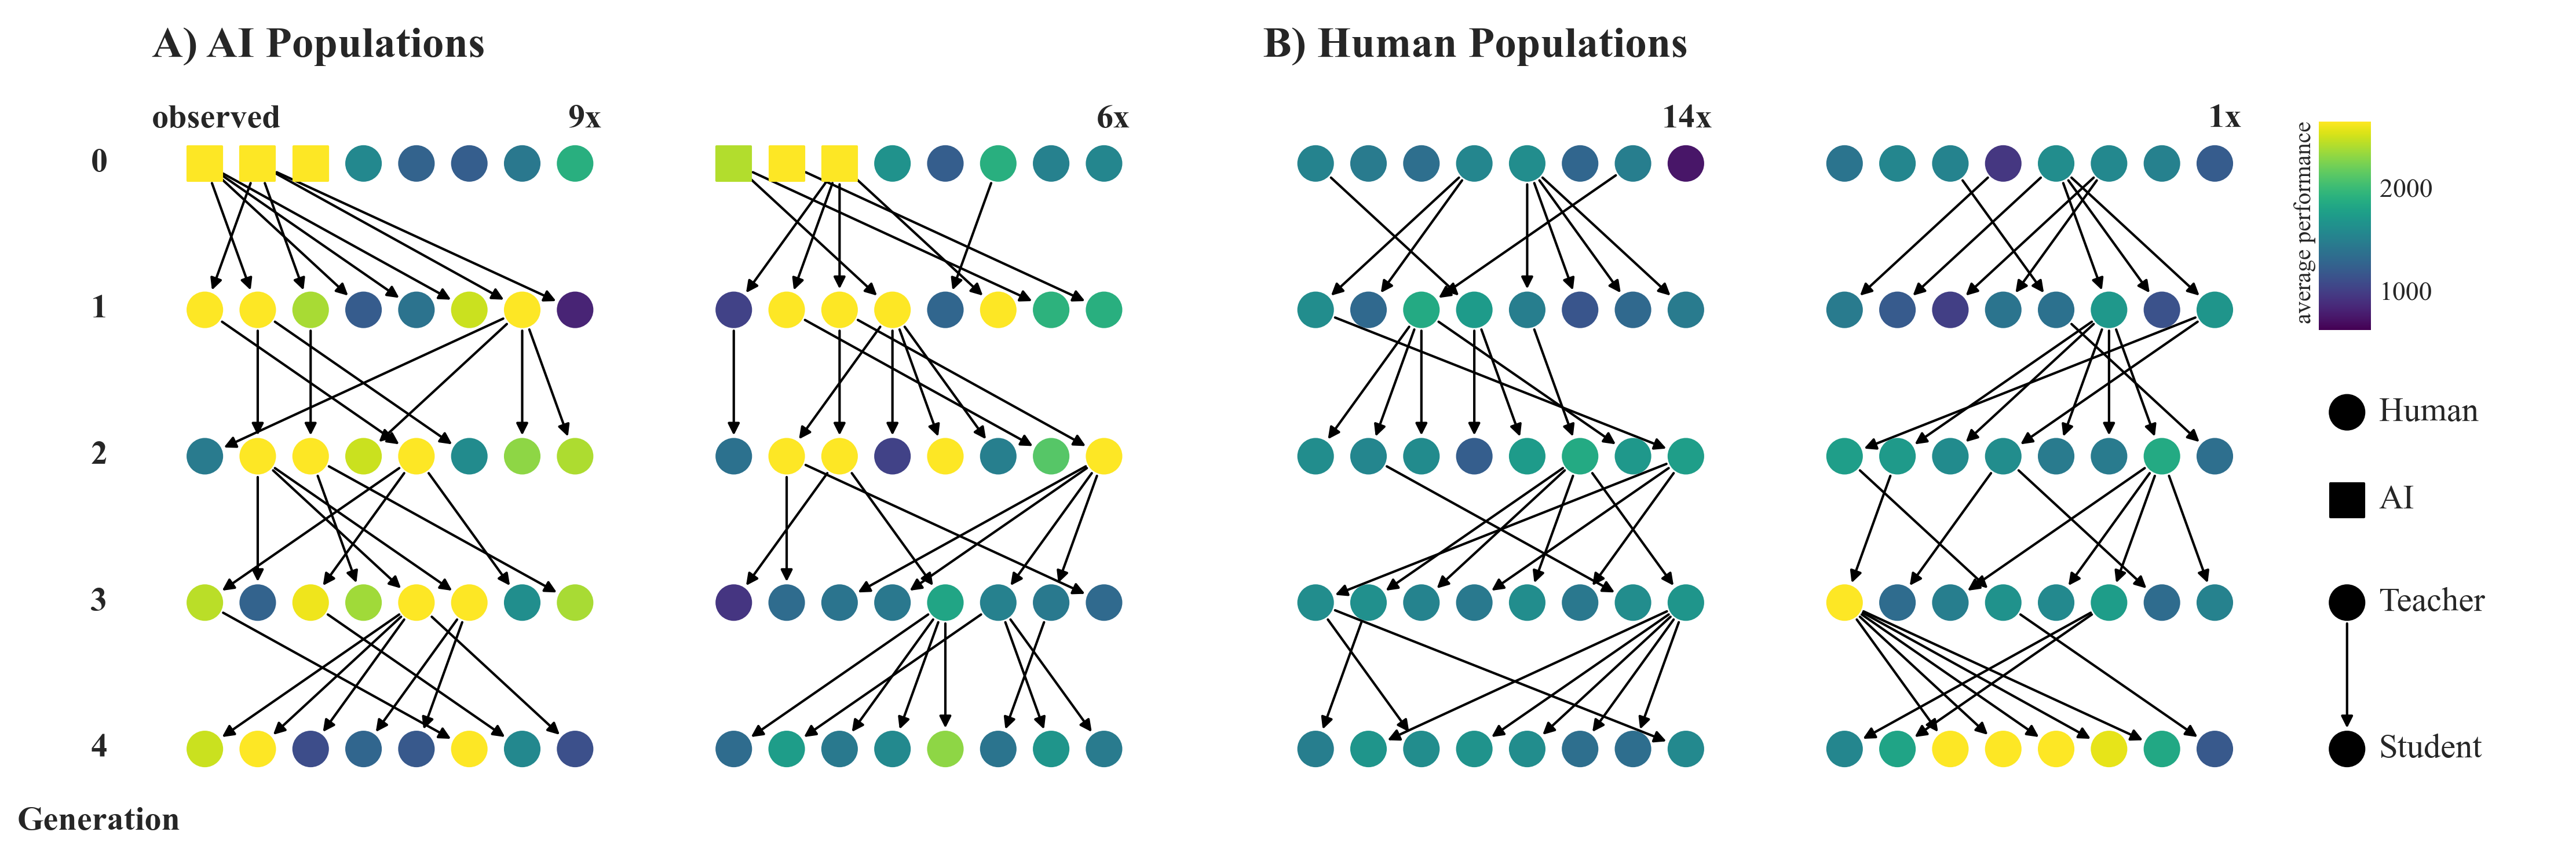 A) AI Populations
B) Human Populations
observed
9x
6x
14x
1x
0
1
2
3
4
Generation
average performance
2000
1000
Human
AI
Teacher
Student